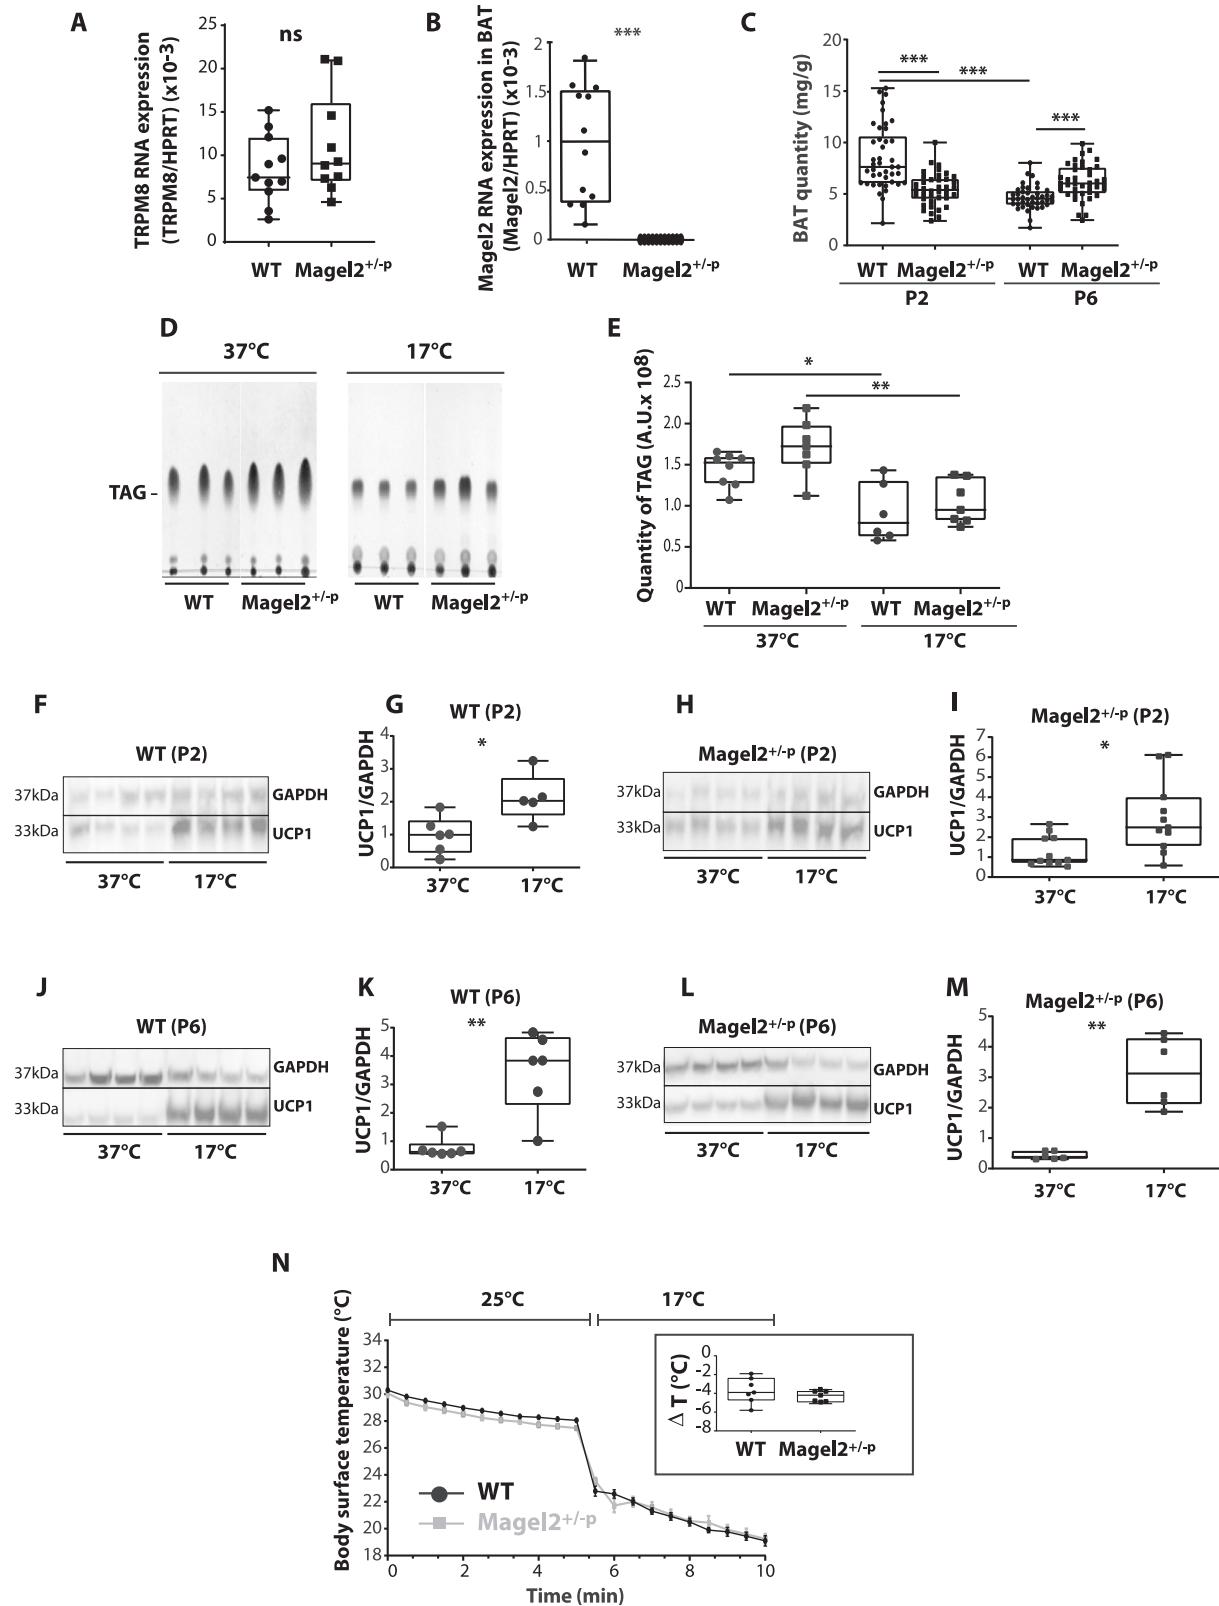 A
TRPM8 RNA expression
(TRPM8/HPRT) (x10-3)
25
20
15
10
5
0
ns
WT Magel2+/-p
B
Magel2 RNA expression in BAT
(Magel2/HPRT) (x10-3)
2
1.5
1
0.5
0
***
WT Magel2+/-p
C
BAT quantity (mg/g)
20
15
10
5
0
***
***
***
WT Magel2+/-p WT Magel2+/-p
P2 P6
D
37°C 17°C
TAG -
WT Magel2+/-p WT Magel2+/-p
E
Quantity of TAG (A.U.x 108)
2.5
2.0
1.5
1.0
0.5
0
*
**
WT Magel2+/-p WT Magel2+/-p
37°C 17°C
F
WT (P2)
37kDa GAPDH
33kDa UCP1
37°C 17°C
G
WT (P2)
UCP1/GAPDH
4
3
2
1
0
*
37°C 17°C
H
Magel2+/-p (P2)
37kDa GAPDH
33kDa UCP1
37°C 17°C
I
Magel2+/-p (P2)
UCP1/GAPDH
7
6
5
4
3
2
1
0
*
37°C 17°C
J
WT (P6)
37kDa GAPDH
33kDa UCP1
37°C 17°C
K
WT (P6)
UCP1/GAPDH
5
4
3
2
1
0
**
37°C 17°C
L
Magel2+/-p (P6)
37kDa GAPDH
33kDa UCP1
37°C 17°C
M
Magel2+/-p (P6)
UCP1/GAPDH
5
4
3
2
1
0
**
37°C 17°C
N
25°C 17°C
Body surface temperature (°C)
34
32
30
28
26
24
22
20
18
0 2 4 6 8 10
Time (min)
WT
Magel2+/-p
Δ T (°C)
0
-2
-4
-6
-8
WT Magel2+/-p